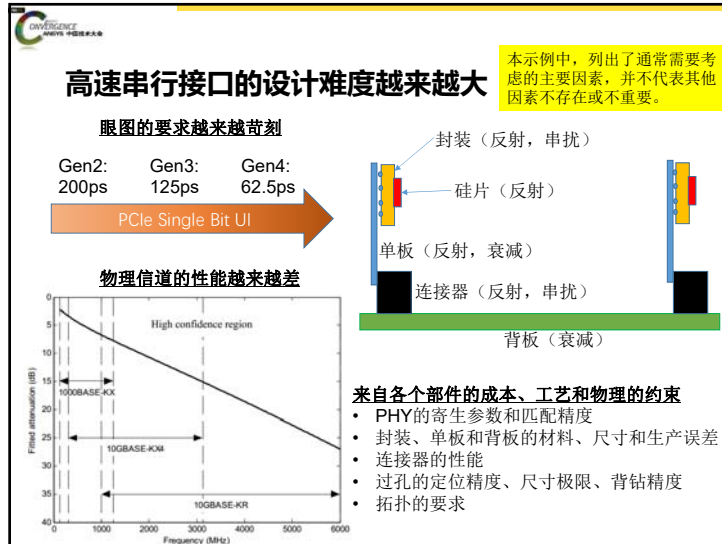 CONVERGENCE
ANSYS 中国技术大会
高速串行接口的设计难度越来越大
本示例中，列出了通常需要考
虑的主要因素，并不代表其他
因素不存在或不重要。
眼图的要求越来越苛刻
Gen2: Gen3: Gen4:
200ps 125ps 62.5ps
PCIe Single Bit UI
封装（反射，串扰）
硅片（反射）
单板（反射，衰减）
连接器（反射，串扰）
背板（衰减）
物理信道的性能越来越差
High confidence region
1000BASE-KX
10GBASE-KX4
10GBASE-KR
Fitted attenuation (dB)
0
5
10
15
20
25
30
35
40
0 1000 2000 3000 4000 5000 6000
Frequency (MHz)
来自各个部件的成本、工艺和物理的约束
• PHY的寄生参数和匹配精度
• 封装、单板和背板的材料、尺寸和生产误差
• 连接器的性能
• 过孔的定位精度、尺寸极限、背钻精度
• 拓扑的要求